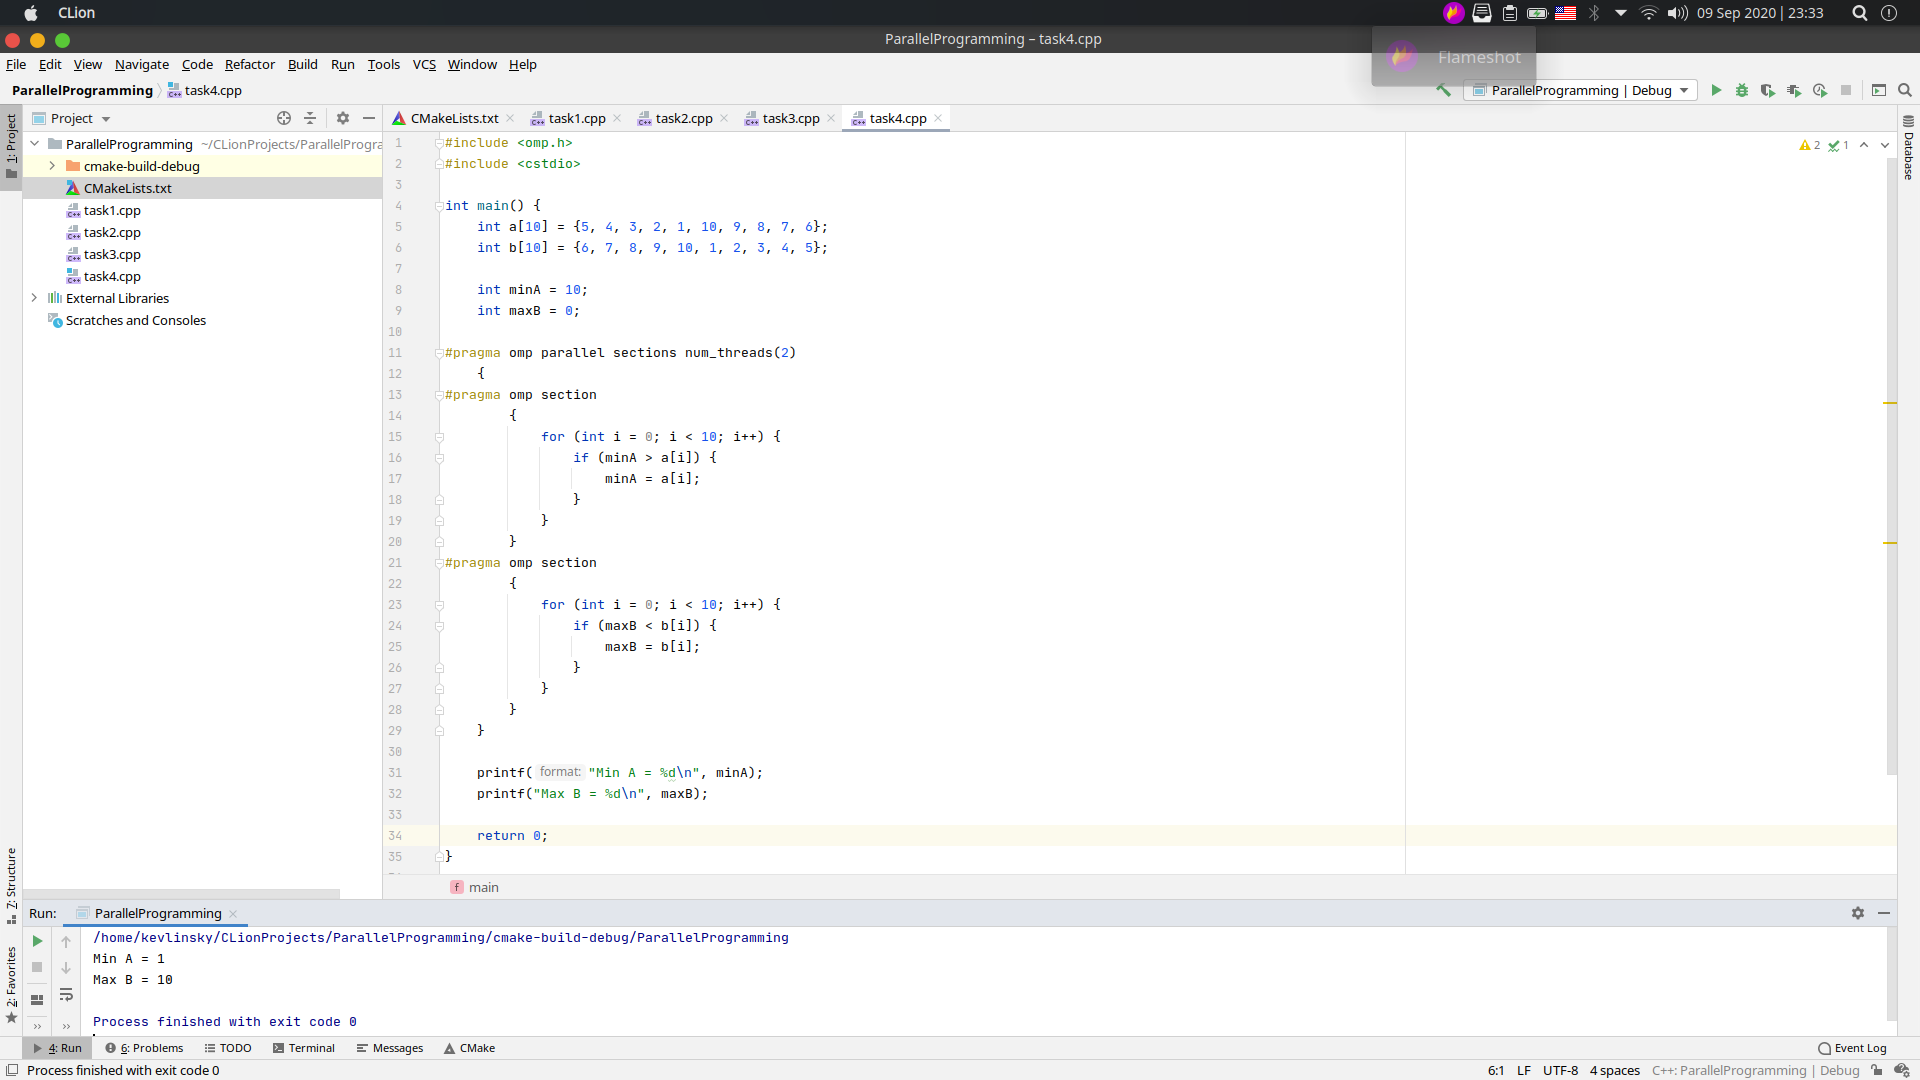 CLion
09 Sep 2020 | 23:33
ParallelProgramming – task4.cpp
Flameshot
File Edit View Navigate Code Refactor Build Run Tools VCS Window Help
ParallelProgramming task4.cpp
ParallelProgramming | Debug
1: Project
Project
CMakeLists.txt task1.cpp task2.cpp task3.cpp task4.cpp
Database
ParallelProgramming ~/CLionProjects/ParallelProgra
cmake-build-debug
CMakeLists.txt
task1.cpp
task2.cpp
task3.cpp
task4.cpp
External Libraries
Scratches and Consoles
2 1
1 #include <omp.h>
2 #include <cstdio>
3
4 int main() {
5 int a[10] = {5, 4, 3, 2, 1, 10, 9, 8, 7, 6};
6 int b[10] = {6, 7, 8, 9, 10, 1, 2, 3, 4, 5};
7
8 int minA = 10;
9 int maxB = 0;
10
11 #pragma omp parallel sections num_threads(2)
12 {
13 #pragma omp section
14 {
15 for (int i = 0; i < 10; i++) {
16 if (minA > a[i]) {
17 minA = a[i];
18 }
19 }
20 }
21 #pragma omp section
22 {
23 for (int i = 0; i < 10; i++) {
24 if (maxB < b[i]) {
25 maxB = b[i];
26 }
27 }
28 }
29 }
30
31 printf( format: "Min A = %d\n", minA);
32 printf("Max B = %d\n", maxB);
33
34 return 0;
35 }
main
7: Structure
2: Favorites
Run: ParallelProgramming
/home/kevlinsky/CLionProjects/ParallelProgramming/cmake-build-debug/ParallelProgramming
Min A = 1
Max B = 10
Process finished with exit code 0
4: Run 6: Problems TODO Terminal Messages CMake Event Log
Process finished with exit code 0
6:1 LF UTF-8 4 spaces C++: ParallelProgramming | Debug